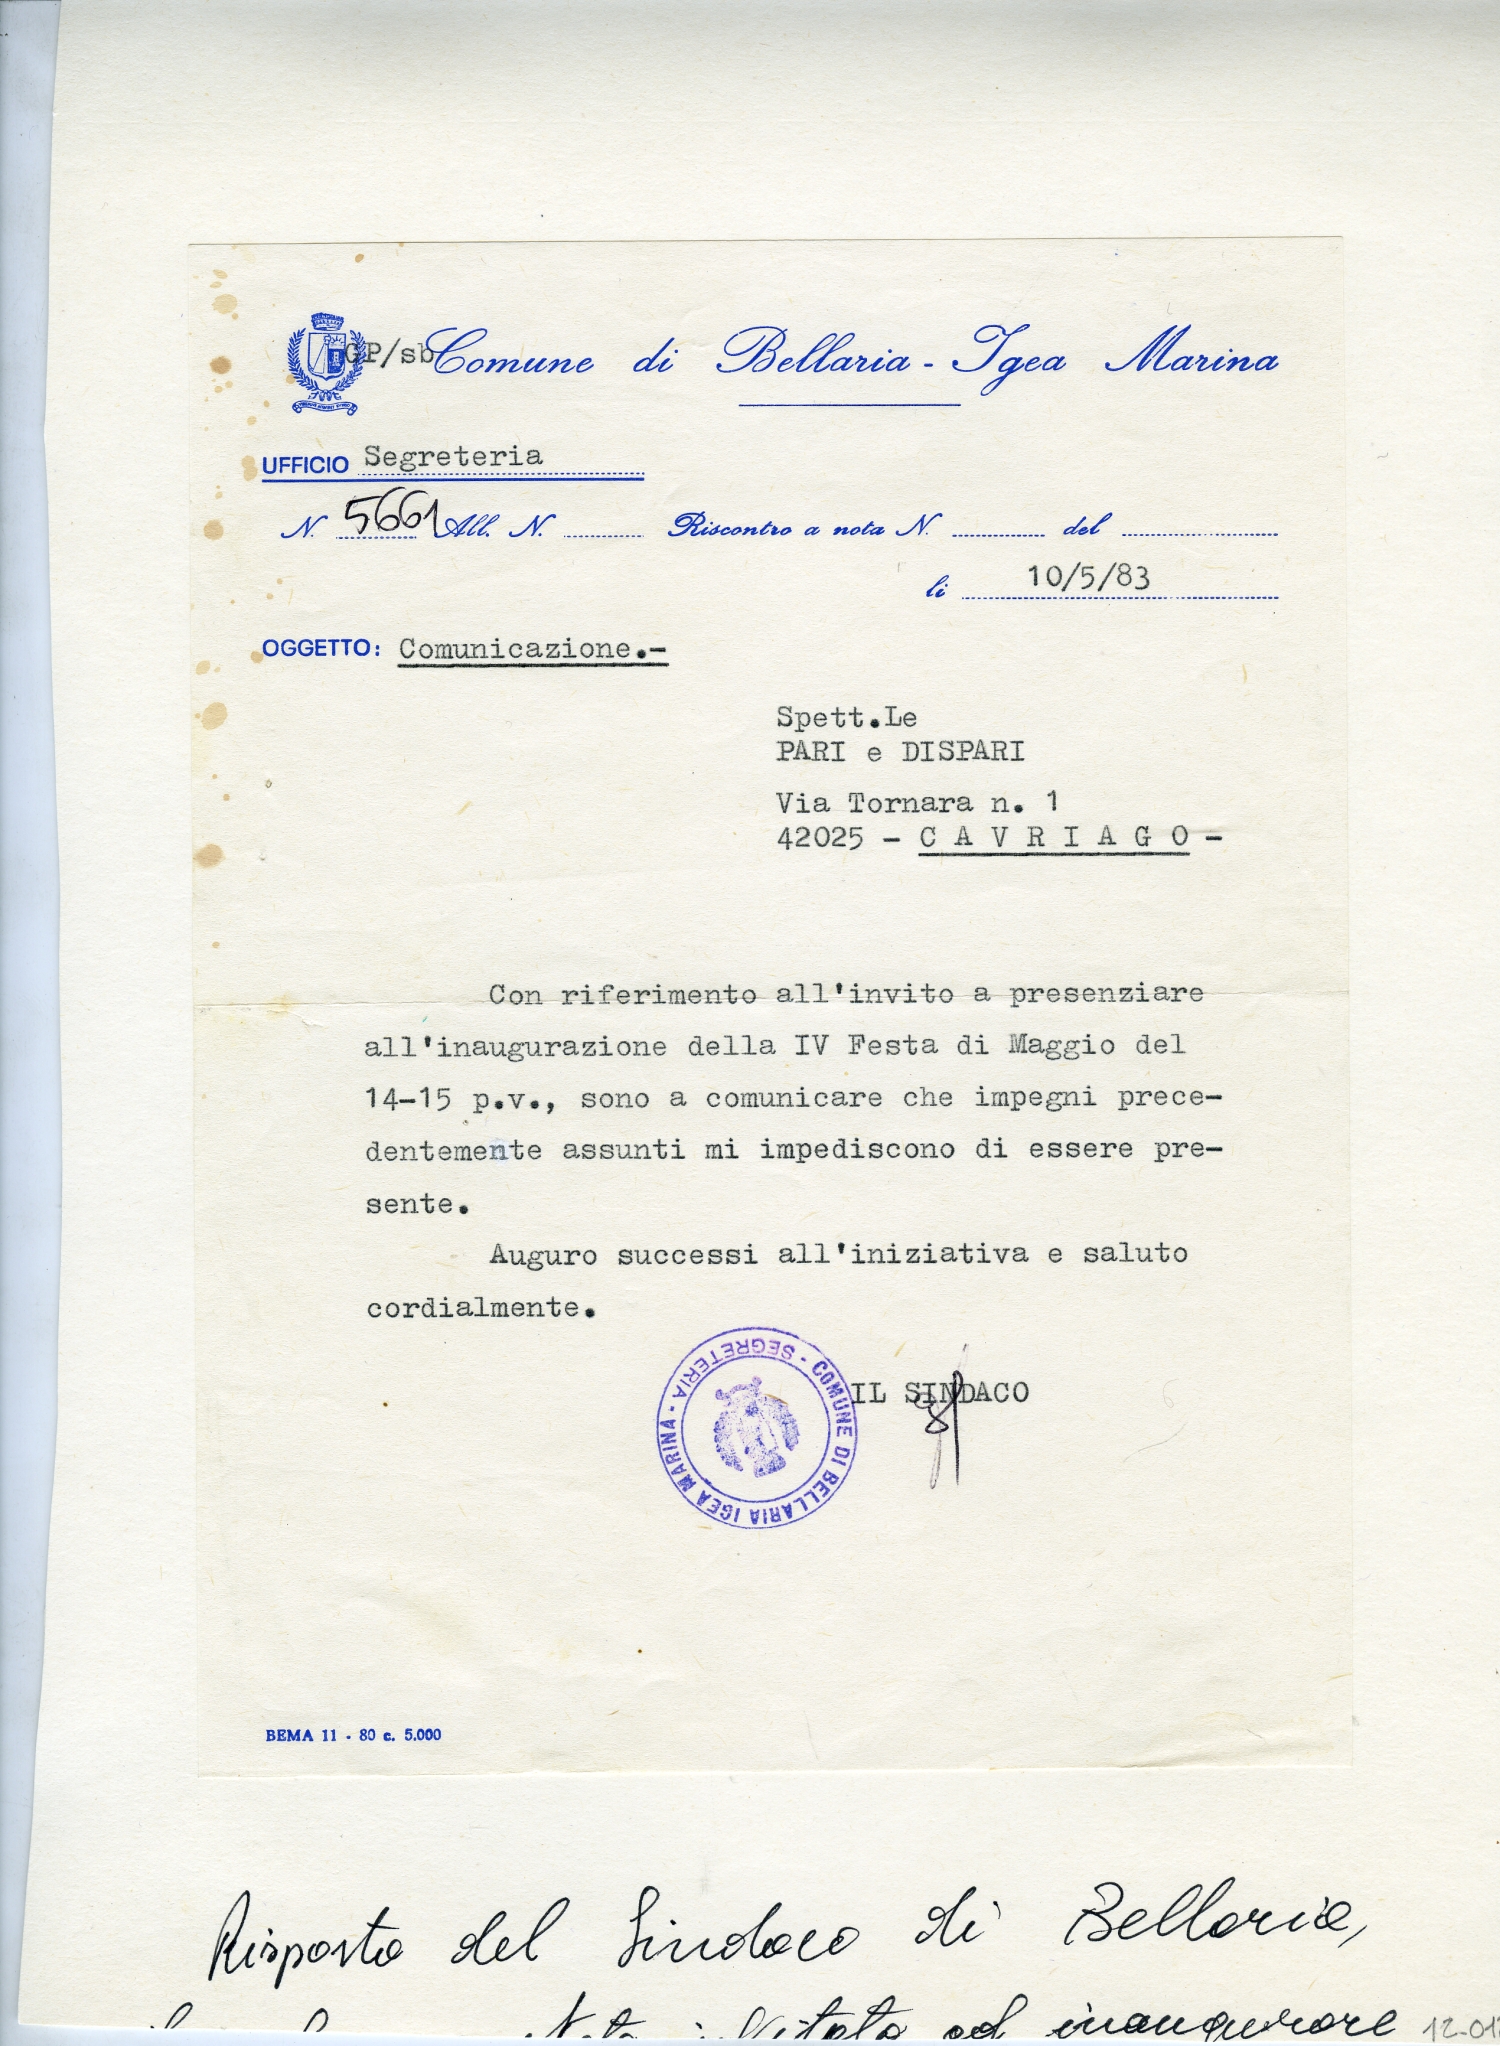 GP/sb Comune di Bellaria - Igea Marina
UFFICIO Segreteria
N. 5661 All. N. Riscontro a nota N. del
li 10/5/83
OGGETTO: Comunicazione.-
Spett.Le
PARI e DISPARI
Via Tornara n. 1
42025 - C A V R I A G O -
Con riferimento all'invito a presenziare
all'inaugurazione della IV Festa di Maggio del
14-15 p.v., sono a comunicare che impegni prece-
dentemente assunti mi impediscono di essere pre-
sente.
Auguro successi all'iniziativa e saluto
cordialmente.
IL SINDACO
COMUNE DI BELLARIA IGEA MARINA - SEGRETERIA -
BEMA 11 - 80 c. 5.000
Risposta del Sindaco di Bellaria,
invitato ad inaugurare